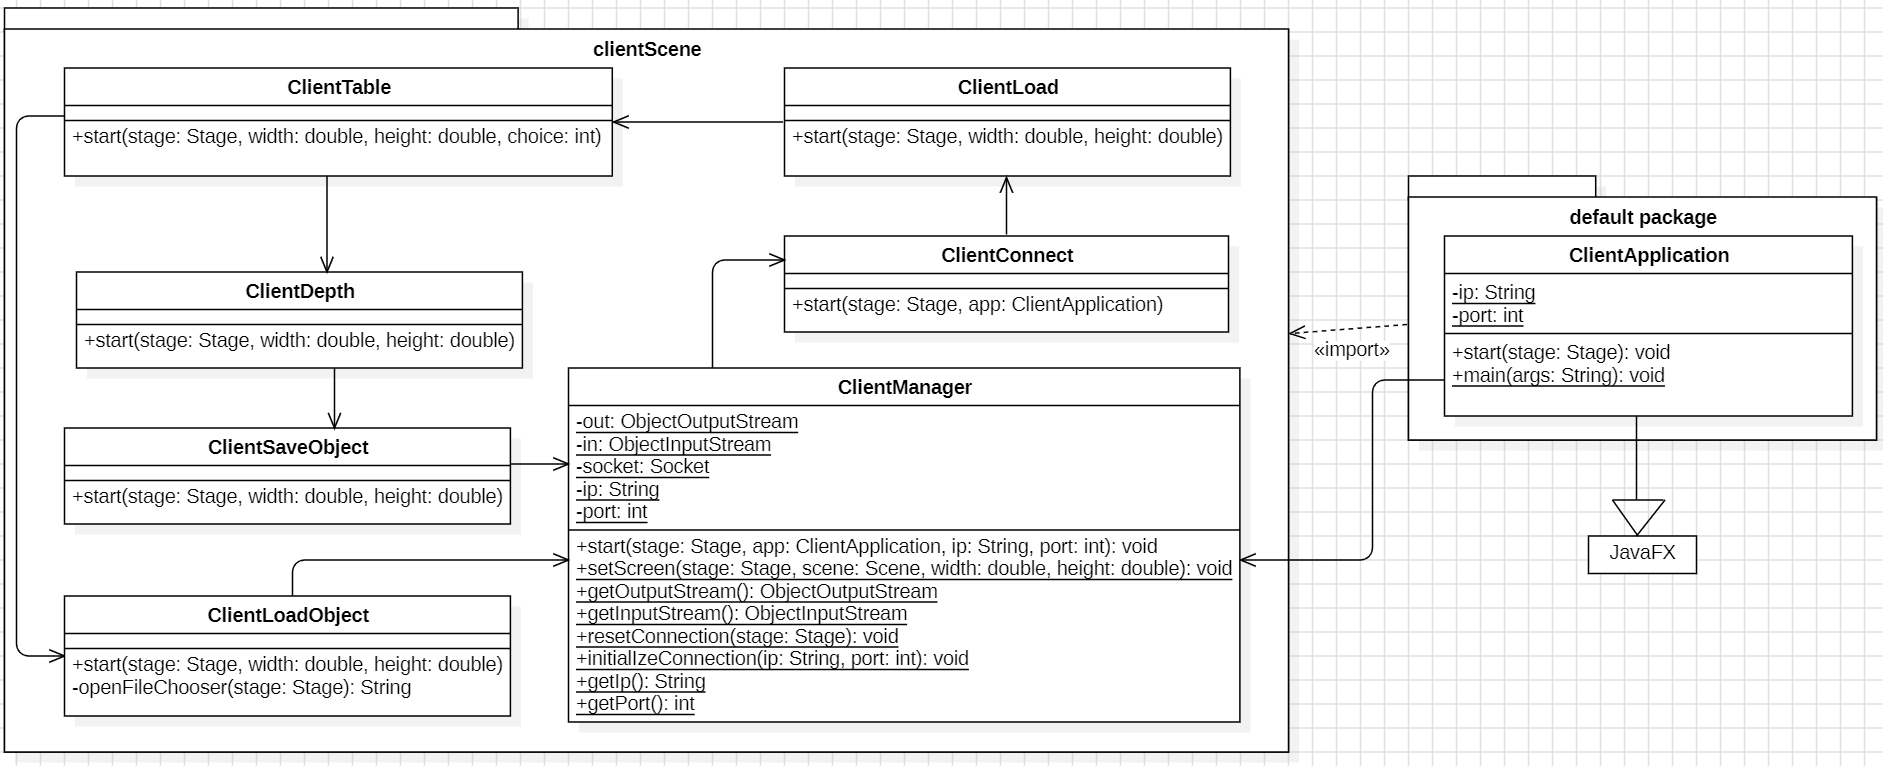 clientScene
ClientTable
+start(stage: Stage, width: double, height: double, choice: int)
ClientLoad
+start(stage: Stage, width: double, height: double)
ClientConnect
+start(stage: Stage, app: ClientApplication)
ClientDepth
+start(stage: Stage, width: double, height: double)
ClientSaveObject
+start(stage: Stage, width: double, height: double)
ClientLoadObject
+start(stage: Stage, width: double, height: double)
-openFileChooser(stage: Stage): String
ClientManager
-out: ObjectOutputStream
-in: ObjectInputStream
-socket: Socket
-ip: String
-port: int
+start(stage: Stage, app: ClientApplication, ip: String, port: int): void
+setScreen(stage: Stage, scene: Scene, width: double, height: double): void
+getOutputStream(): ObjectOutputStream
+getInputStream(): ObjectInputStream
+resetConnection(stage: Stage): void
+initialIzeConnection(ip: String, port: int): void
+getIp(): String
+getPort(): int
«import»
default package
ClientApplication
-ip: String
-port: int
+start(stage: Stage): void
+main(args: String): void
JavaFX